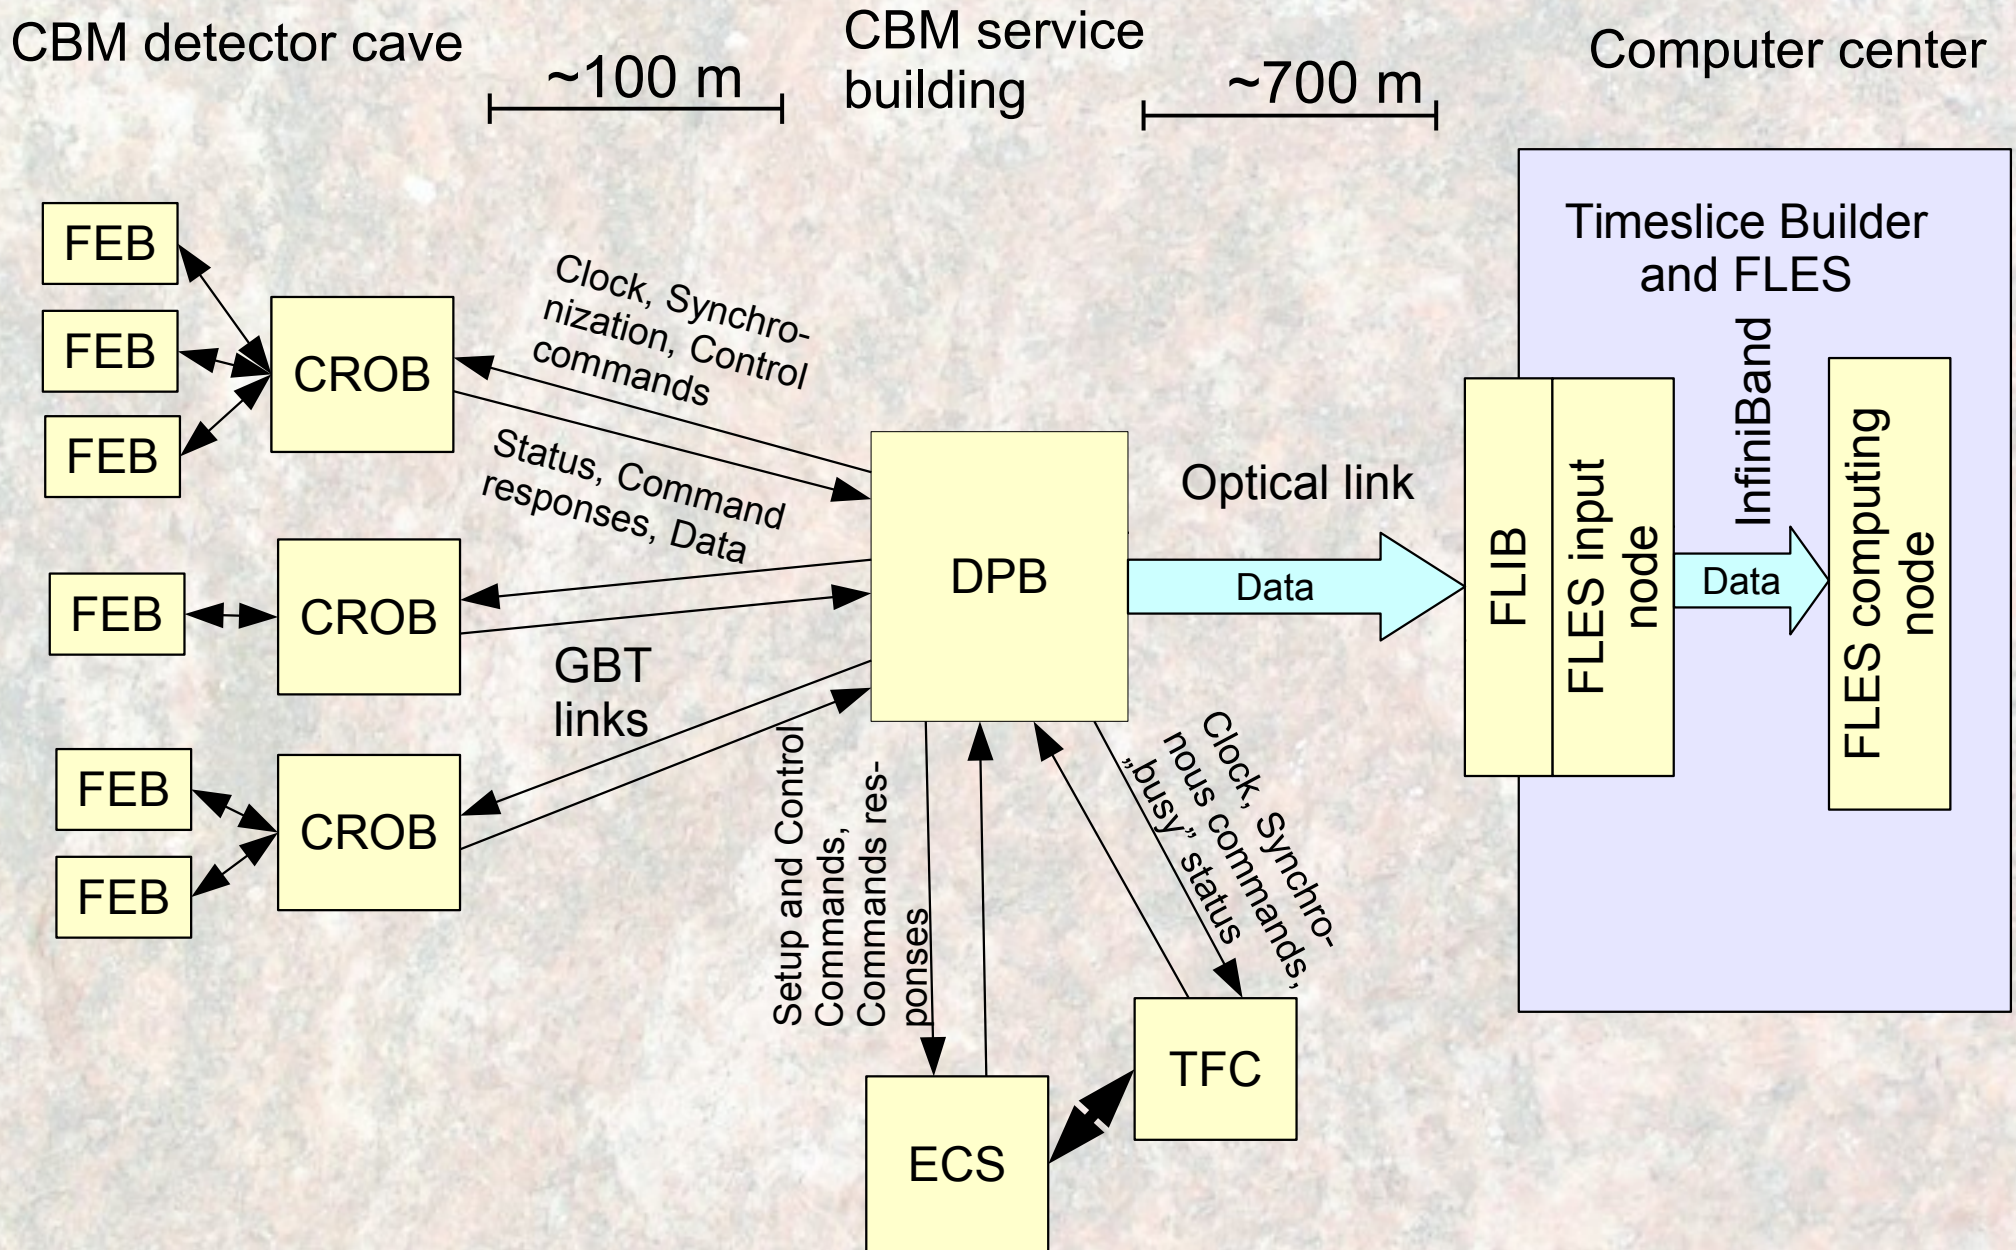 CBM detector cave
~100 m
CBM service
building
~700 m
Computer center
FEB
FEB
FEB
CROB
Clock, Synchro-
nization, Control
commands
Status, Command
responses, Data
FEB
CROB
GBT
links
FEB
FEB
CROB
DPB
Optical link
Data
Timeslice Builder
and FLES
FLIB
FLES input
node
InfiniBand
Data
FLES computing
node
Setup and Control
Commands,
Commands res-
ponses
Clock, Synchro-
nous commands,
„busy” status
TFC
ECS